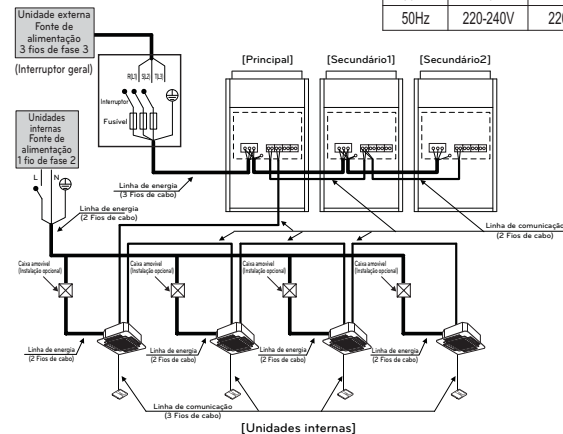 50Hz 220-240V 220
Unidade externa
Fonte de
alimentação
3 fios de fase 3
(Interruptor geral)
R(L1) S(L2) T(L3)
Interruptor
Fusível
[Principal] [Secundário1] [Secundário2]
Unidades
internas
Fonte de
alimentação
1 fio de fase 2
L N
Linha de energia
(3 Fios de cabo)
Linha de energia
(2 Fios de cabo)
Linha de comunicação
(2 Fios de cabo)
Caixa amovível
(Instalação opcional)
Caixa amovível
(Instalação opcional)
Caixa amovível
(Instalação opcional)
Caixa amovível
(Instalação opcional)
Linha de energia
(2 Fios de cabo)
Linha de energia
(2 Fios de cabo)
Linha de energia
(2 Fios de cabo)
Linha de energia
(2 Fios de cabo)
Linha de comunicação
(3 Fios de cabo)
[Unidades internas]